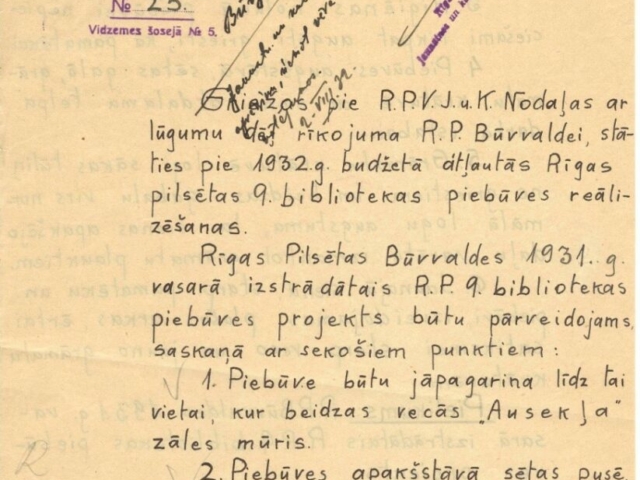 № 25.
Vidzemes šosejā № 5.
Griežos pie R.P.V.J.u.K. Nodaļas ar
lūgumu dēļ rīkojuma R.P. Būvvaldei, stā-
ties pie 1932.g. budžetā atļautās Rīgas
pilsētas 9. bibliotekas piebūves reāli-
zēšanas.
Rīgas Pilsētas Būvvaldes 1931. g.
vasarā izstrādātais R.P. 9. bibliotekas
piebūves projekts būtu pārveidojams,
saskaņā ar sekošiem punktiem:
1. Piebūve būtu jāpagarina līdz tai
vietai, kur beidzas vecās „Ausekļa”
zāles mūris.
2. Piebūves apakšstāvā sētas pusē,